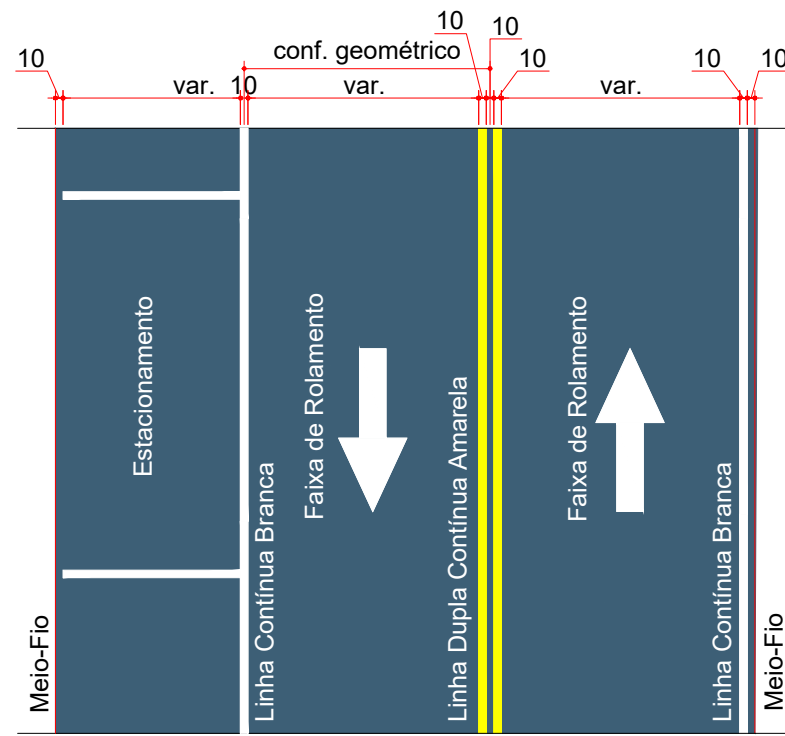 10
10
conf. geométrico
10
10
var.
10
var.
10
var.
10
10
Meio-Fio
Estacionamento
Linha Contínua Branca
Faixa de Rolamento
Linha Dupla Contínua Amarela
Faixa de Rolamento
Linha Contínua Branca
Meio-Fio